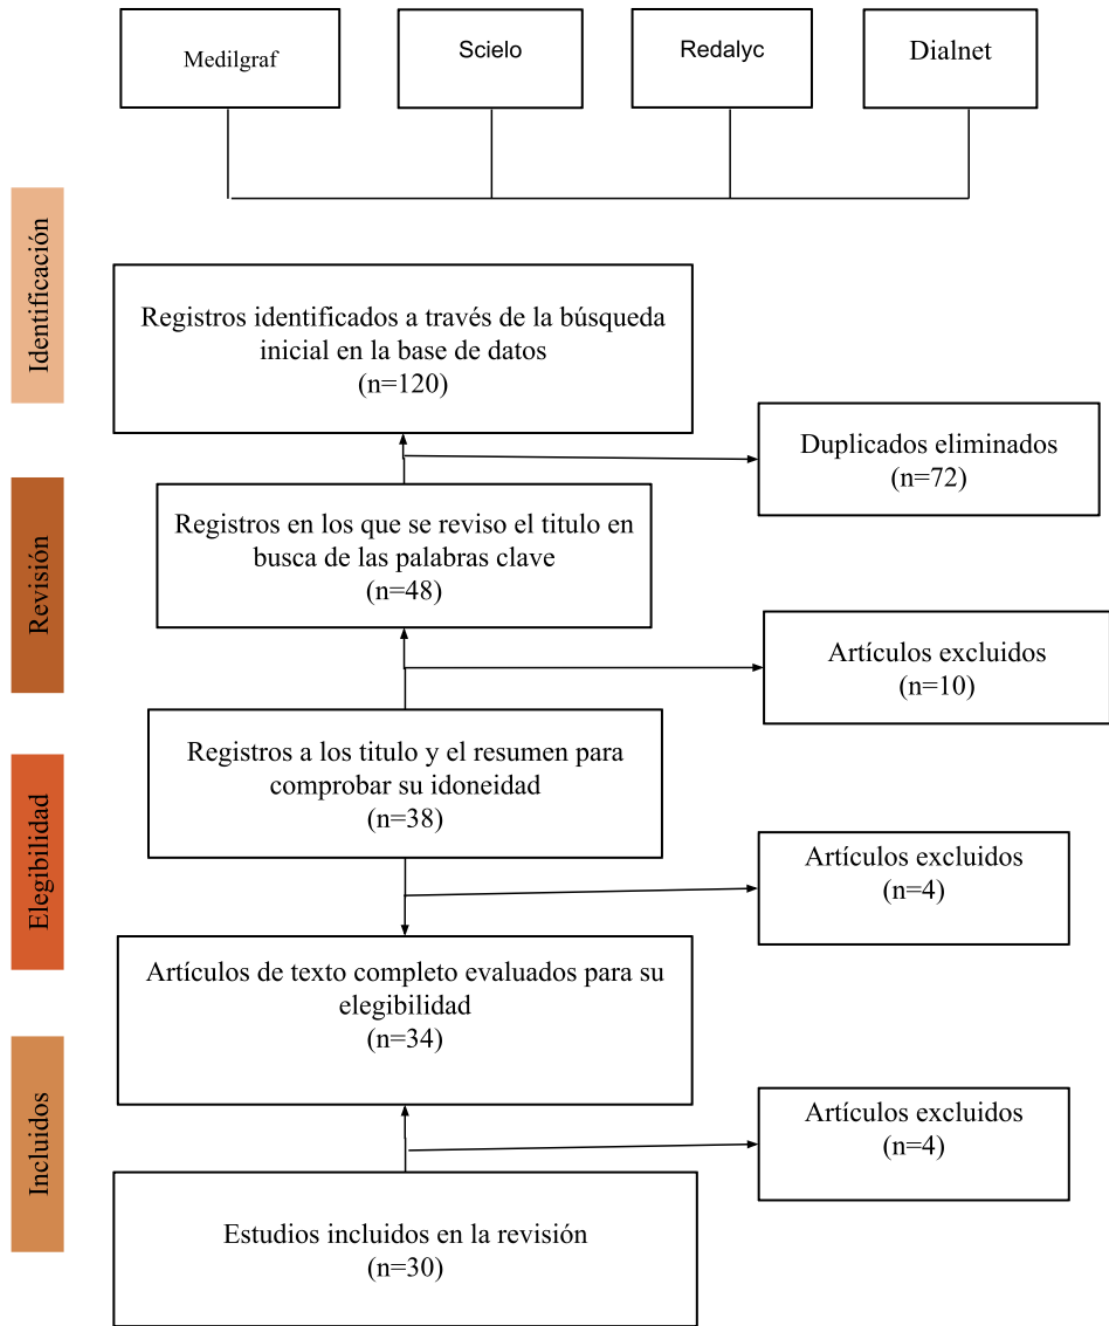 Medilgraf
Scielo
Redalyc
Dialnet
Identificación
Registros identificados a través de la búsqueda
inicial en la base de datos
(n=120)
Duplicados eliminados
(n=72)
Revisión
Registros en los que se reviso el titulo en
busca de las palabras clave
(n=48)
Artículos excluidos
(n=10)
Registros a los titulo y el resumen para
comprobar su idoneidad
(n=38)
Elegibilidad
Artículos excluidos
(n=4)
Artículos de texto completo evaluados para su
elegibilidad
(n=34)
Incluidos
Artículos excluidos
(n=4)
Estudios incluidos en la revisión
(n=30)